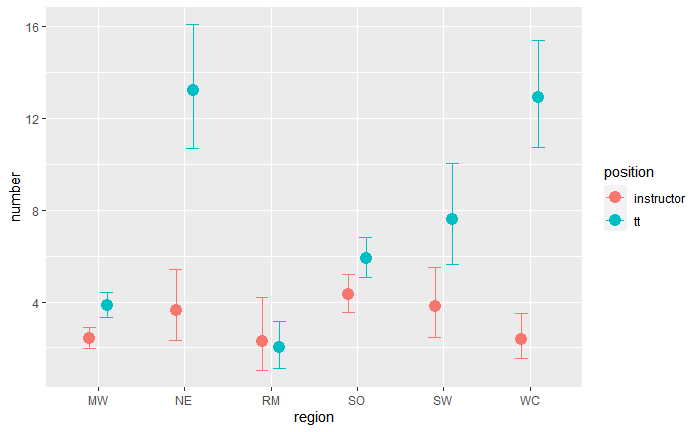 number
16
12
8
4
MW NE RM SO SW WC
region
position
instructor
tt